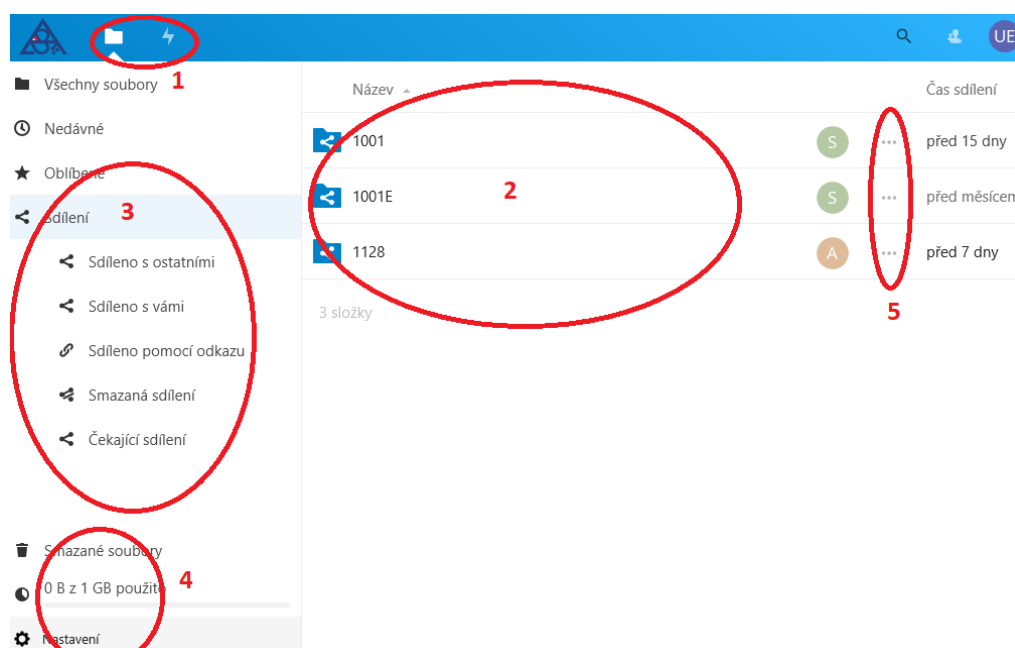 UE
1
Všechny soubory
Název
Čas sdílení
Nedávné
1001
S
před 15 dny
Oblíbené
2
1001E
S
před měsícem
3
Sdílení
1128
A
před 7 dny
Sdíleno s ostatními
3 složky
5
Sdíleno s vámi
Sdíleno pomocí odkazu
Smazaná sdílení
Čekající sdílení
Smazané soubory
4
0 B z 1 GB použito
Nastavení